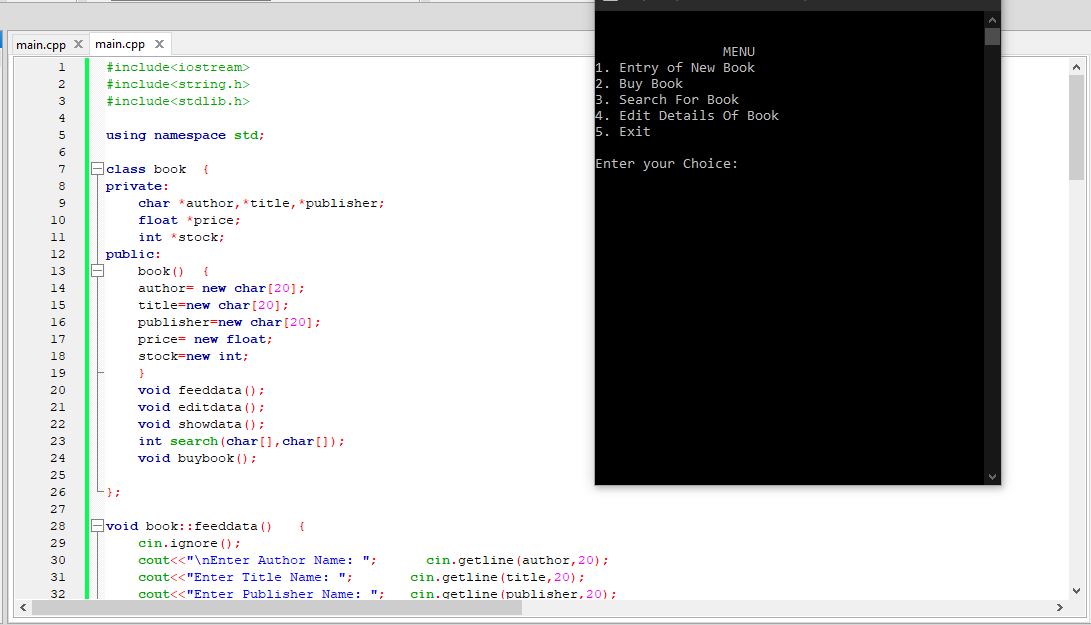 main.cpp main.cpp
1 #include<iostream>
2 #include<string.h>
3 #include<stdlib.h>
4
5 using namespace std;
6
7 class book  {
8 private:
9     char *author,*title,*publisher;
10     float *price;
11     int *stock;
12 public:
13     book()  {
14     author= new char[20];
15     title=new char[20];
16     publisher=new char[20];
17     price= new float;
18     stock=new int;
19     }
20     void feeddata();
21     void editdata();
22     void showdata();
23     int search(char[],char[]);
24     void buybook();
25
26 };
27
28 void book::feeddata()   {
29     cin.ignore();
30     cout<<"\nEnter Author Name: ";      cin.getline(author,20);
31     cout<<"Enter Title Name: ";       cin.getline(title,20);
32     cout<<"Enter Publisher Name: ";   cin.getline(publisher,20);
MENU
1. Entry of New Book
2. Buy Book
3. Search For Book
4. Edit Details Of Book
5. Exit
Enter your Choice: